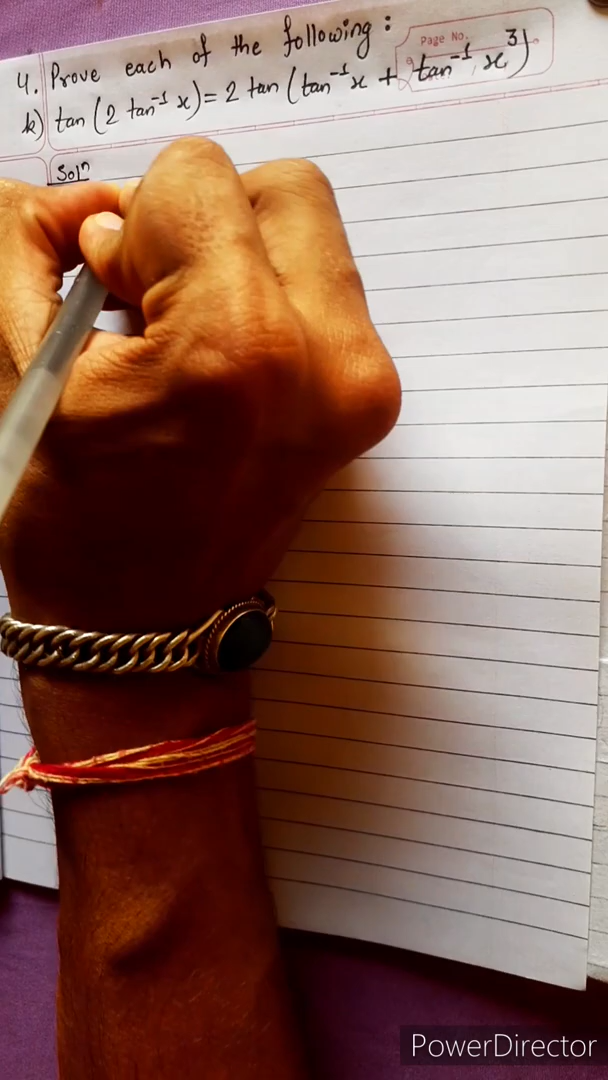 4. Prove each of the following:
Page No.
k) tan (2 tan⁻¹ x) = 2 tan (tan⁻¹ x + tan⁻¹ x³)
Solⁿ
PowerDirector